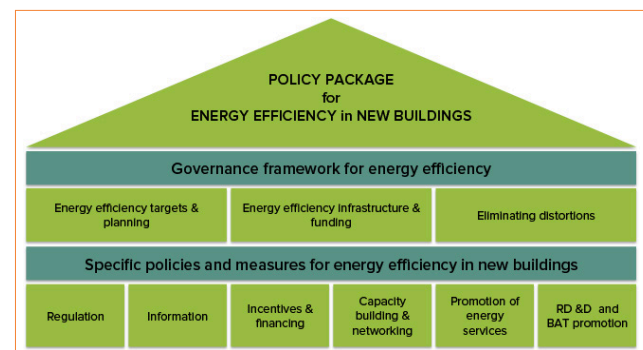 POLICY PACKAGE
for
ENERGY EFFICIENCY in NEW BUILDINGS
Governance framework for energy efficiency
Energy efficiency targets &
planning
Energy efficiency infrastructure &
funding
Eliminating distortions
Specific policies and measures for energy efficiency in new buildings
Regulation
Information
Incentives &
financing
Capacity
building &
networking
Promotion of
energy
services
RD &D and
BAT promotion